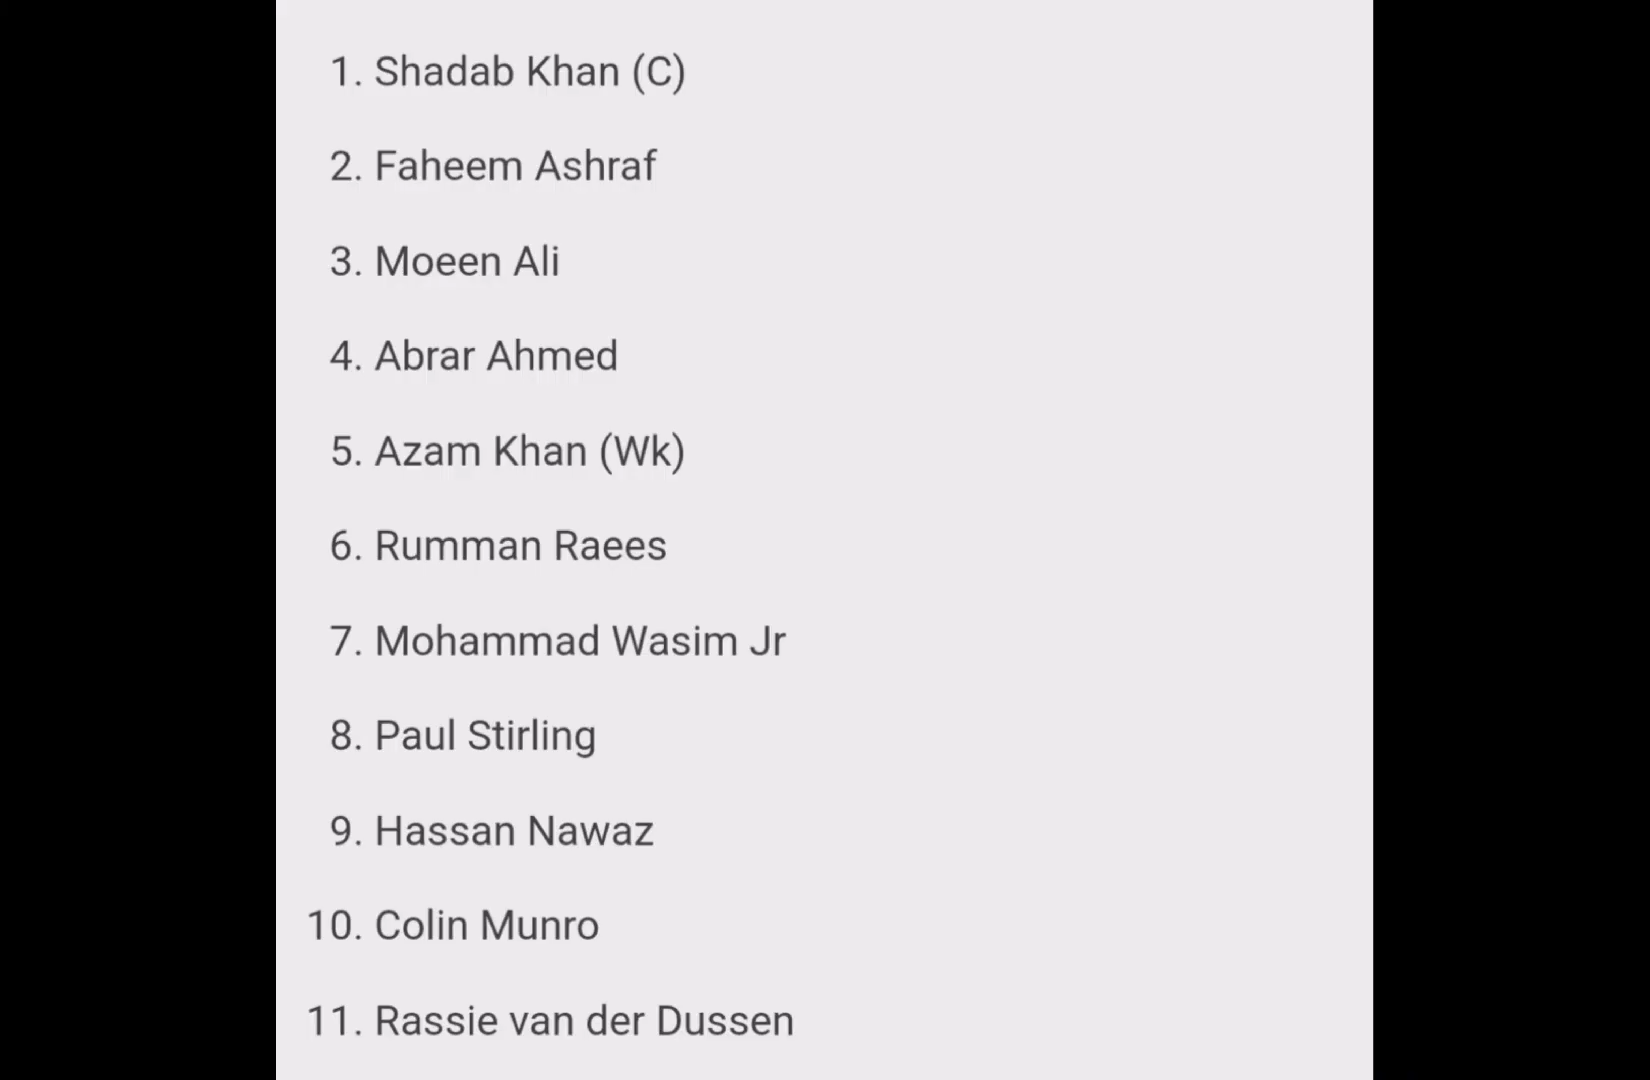 1. Shadab Khan (C)
2. Faheem Ashraf
3. Moeen Ali
4. Abrar Ahmed
5. Azam Khan (Wk)
6. Rumman Raees
7. Mohammad Wasim Jr
8. Paul Stirling
9. Hassan Nawaz
10. Colin Munro
11. Rassie van der Dussen